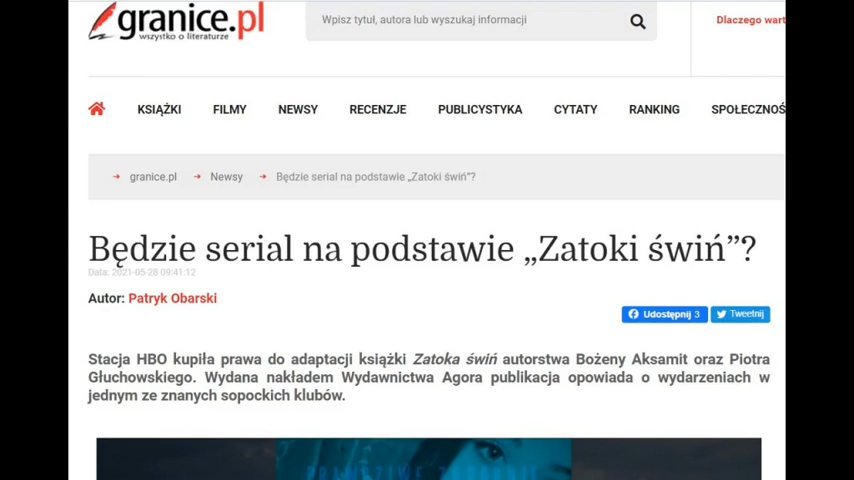 granice.pl
wszystko o literaturze
Wpisz tytuł, autora lub wyszukaj informacji
Dlaczego wart
KSIĄŻKI FILMY NEWSY RECENZJE PUBLICYSTYKA CYTATY RANKING SPOŁECZNOŚ
granice.pl Newsy Będzie serial na podstawie „Zatoki świń”?
Będzie serial na podstawie „Zatoki świń”?
Data: 2021-05-28 09:41:12
Autor: Patryk Obarski
Udostępnij 3 Tweetnij
Stacja HBO kupiła prawa do adaptacji książki Zatoka świń autorstwa Bożeny Aksamit oraz Piotra
Głuchowskiego. Wydana nakładem Wydawnictwa Agora publikacja opowiada o wydarzeniach w
jednym ze znanych sopockich klubów.